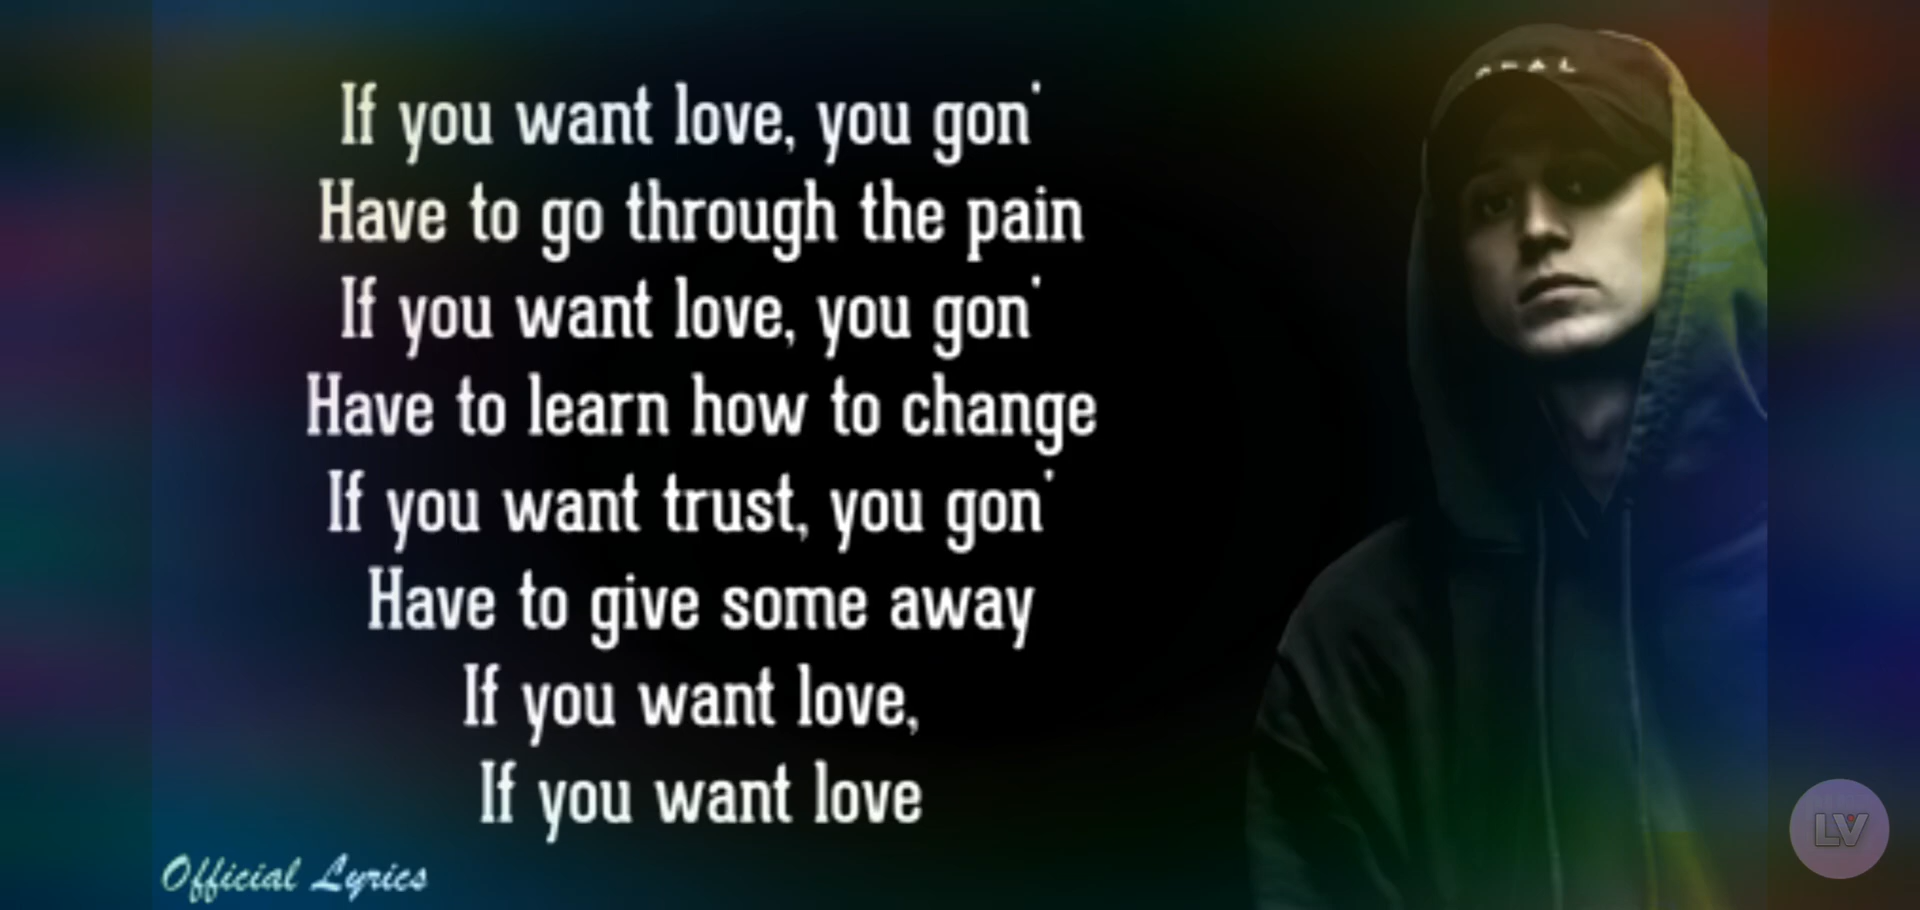 If you want love, you gon'
Have to go through the pain
If you want love, you gon'
Have to learn how to change
If you want trust, you gon'
Have to give some away
If you want love,
If you want love
Official Lyrics
LV